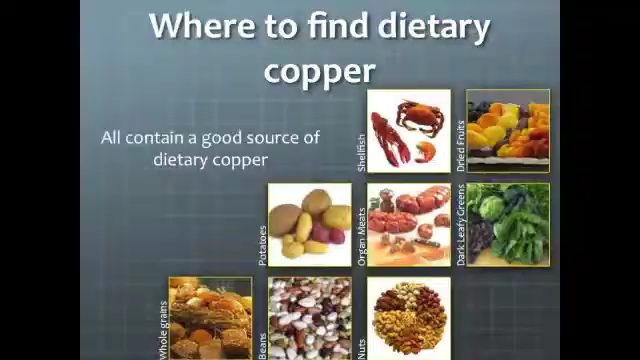 Where to find dietary
copper
All contain a good source of
dietary copper
Shellfish
Dried Fruits
Potatoes
Organ Meats
Dark Leafy Greens
Whole grains
Beans
Nuts